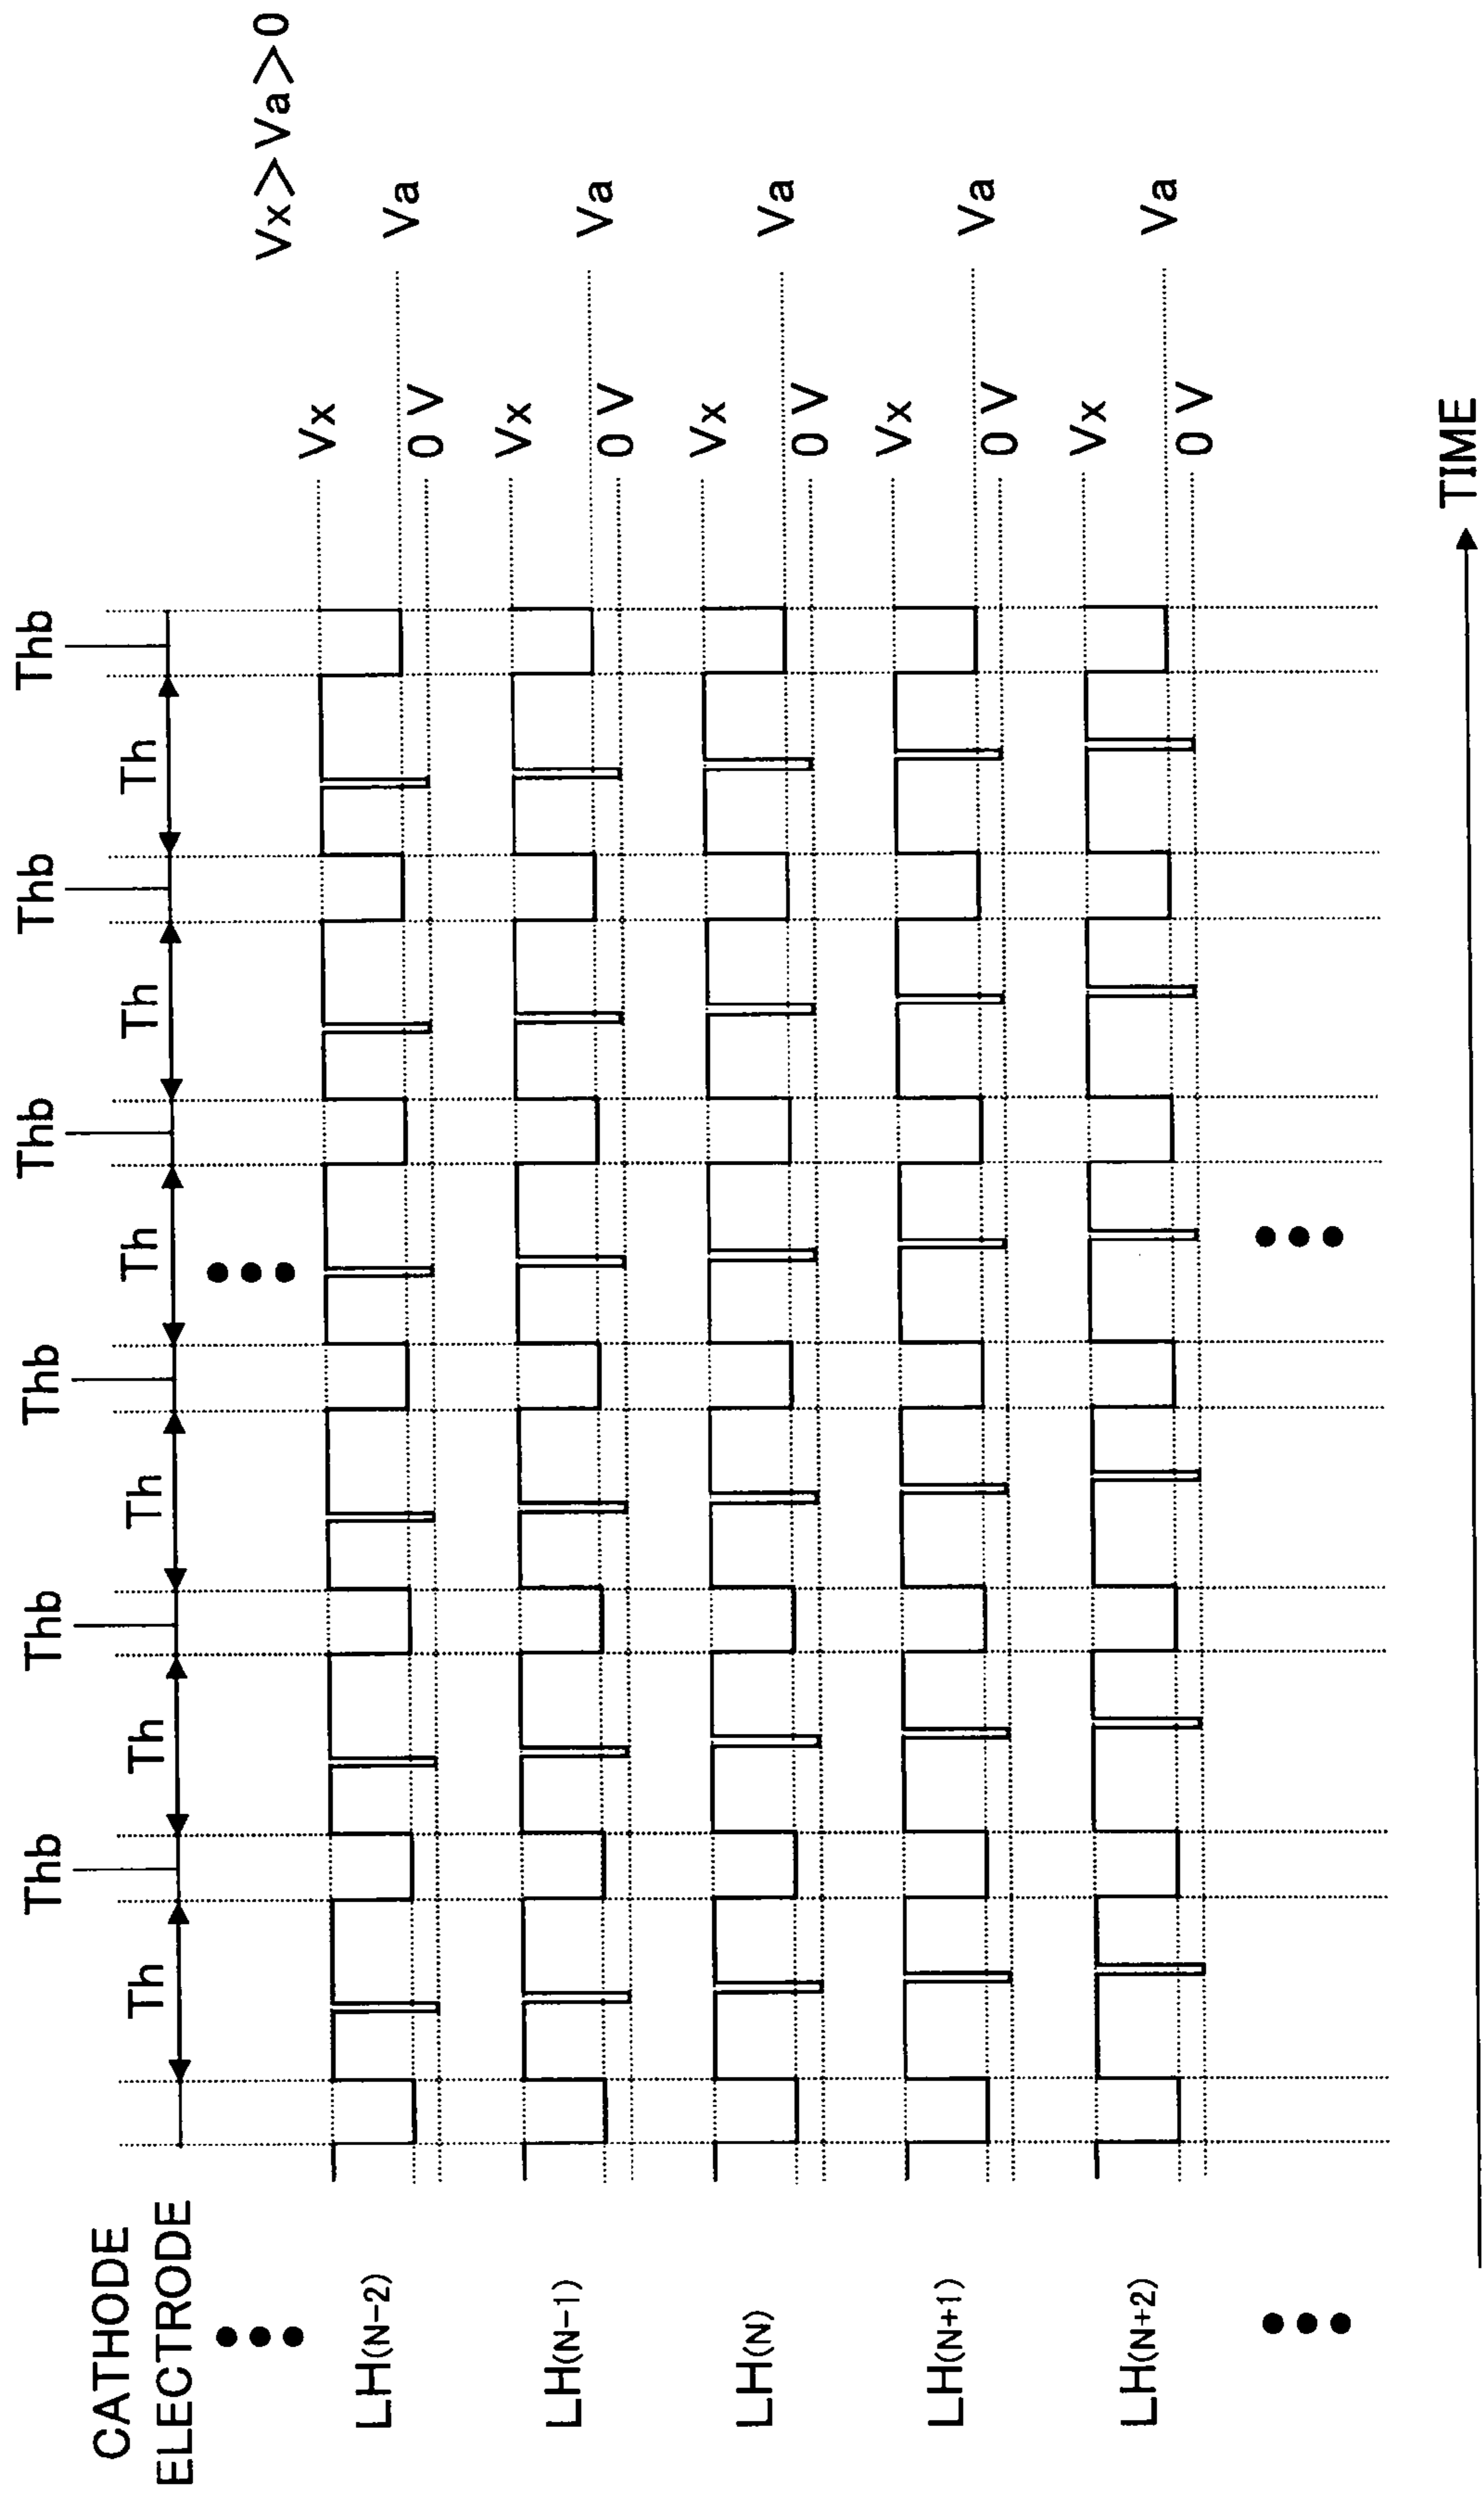 Thb Thb Thb Thb Thb Thb
CATHODE
ELECTRODE
Th Th Th Th Th Th
Vx>Va>0
LH(N-2) Vx Va
0 V
LH(N-1) Vx Va
0 V
LH(N) Vx Va
0 V
LH(N+1) Vx Va
0 V
LH(N+2) Vx Va
0 V
TIME